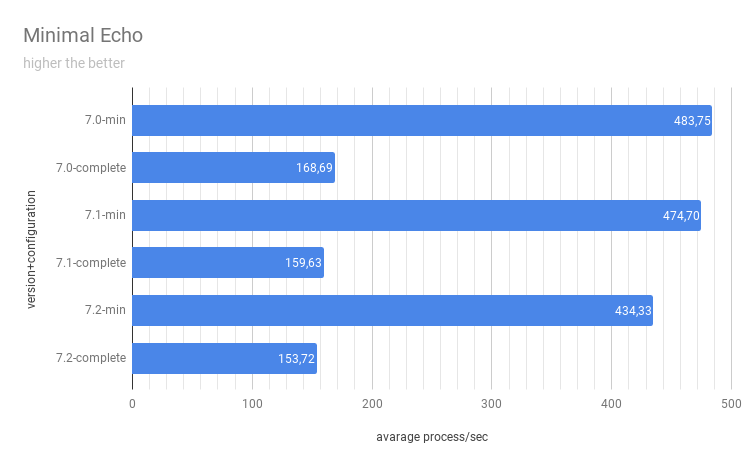 Minimal Echo
higher the better
version+configuration
7.0-min
483,75
7.0-complete
168,69
7.1-min
474,70
7.1-complete
159,63
7.2-min
434,33
7.2-complete
153,72
0 100 200 300 400 500
avarage process/sec